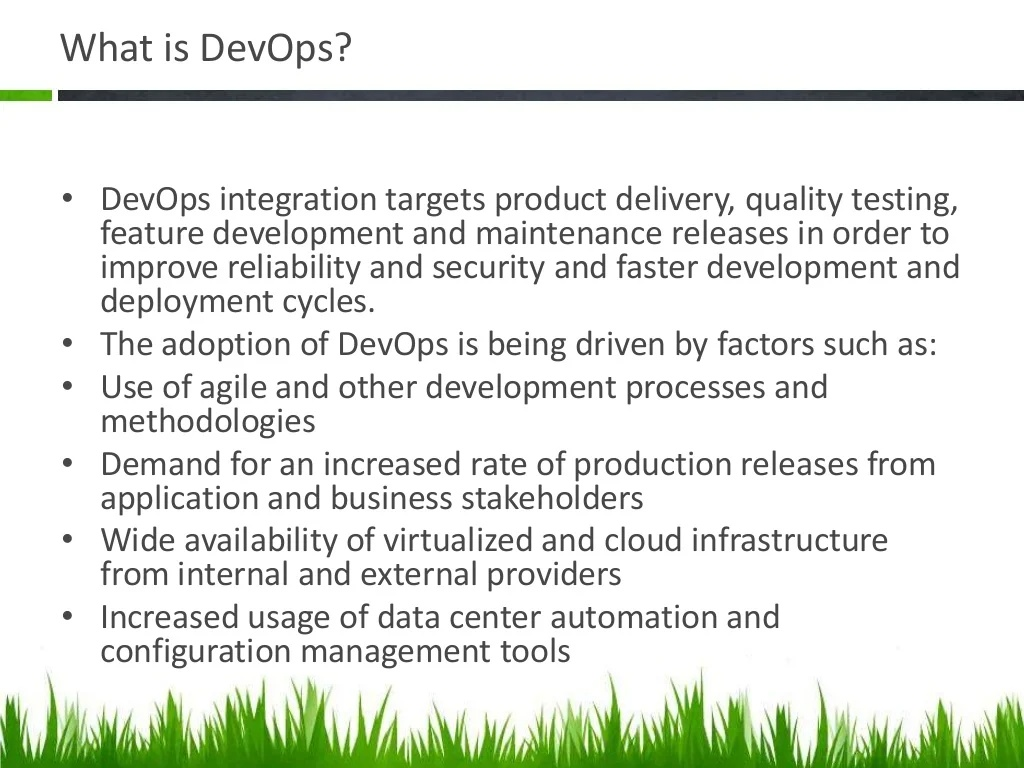 What is DevOps?
• DevOps integration targets product delivery, quality testing,
feature development and maintenance releases in order to
improve reliability and security and faster development and
deployment cycles.
• The adoption of DevOps is being driven by factors such as:
• Use of agile and other development processes and
methodologies
• Demand for an increased rate of production releases from
application and business stakeholders
• Wide availability of virtualized and cloud infrastructure
from internal and external providers
• Increased usage of data center automation and
configuration management tools